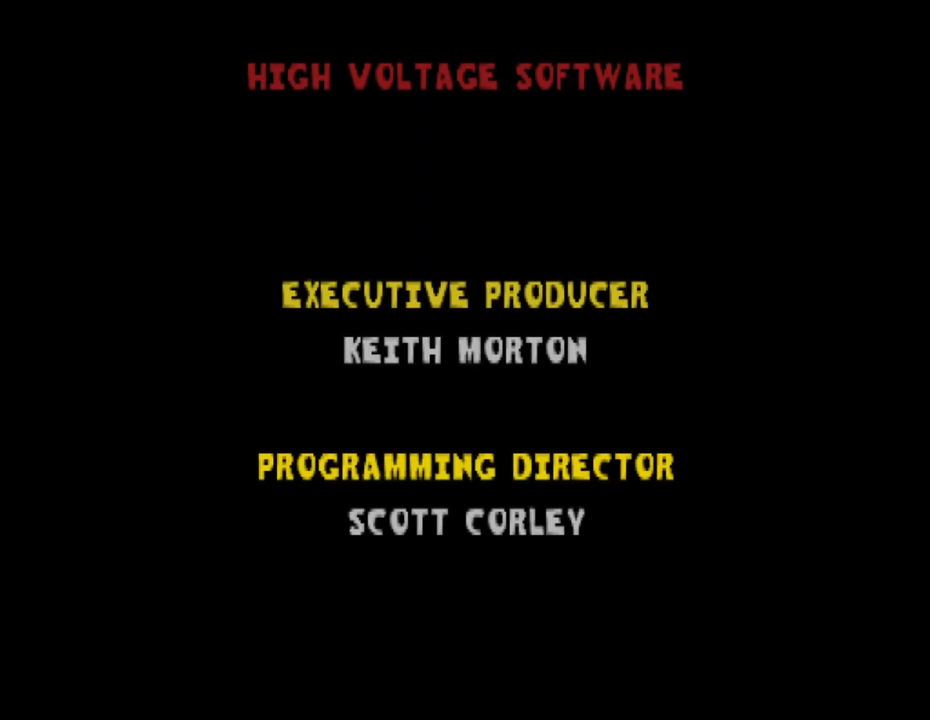 HIGH VOLTAGE SOFTWARE
EXECUTIVE PRODUCER
KEITH MORTON
PROGRAMMING DIRECTOR
SCOTT CORLEY